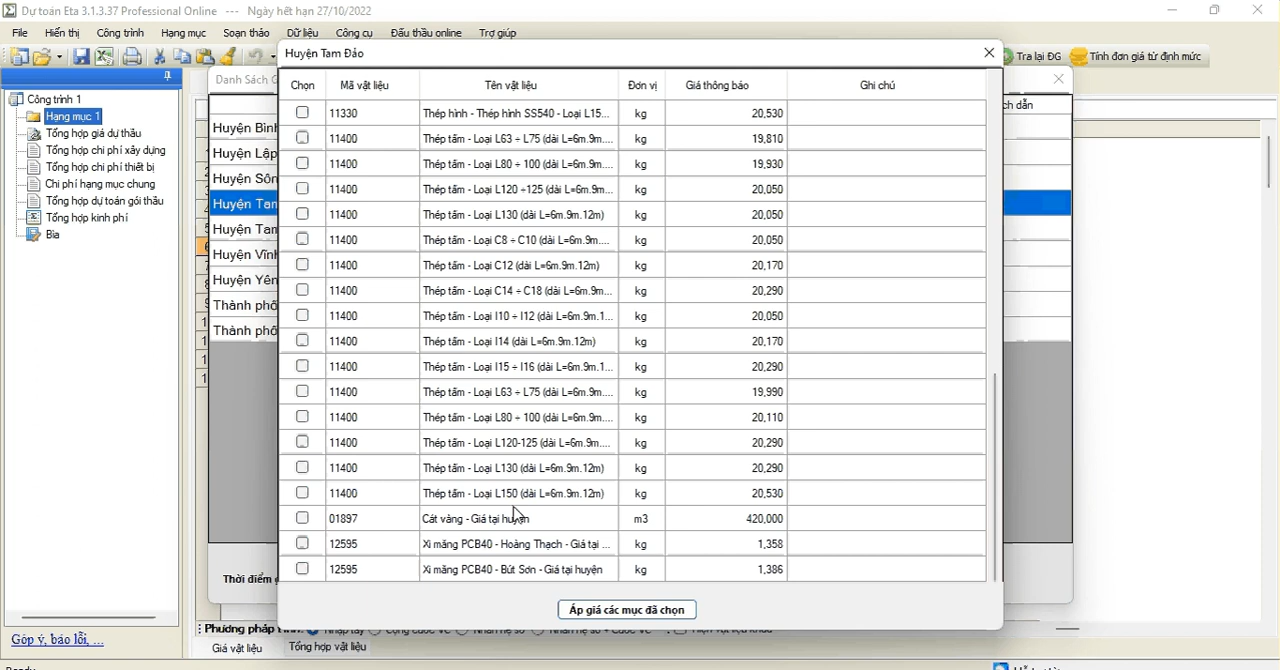 Dự toán Eta 3.1.3.37 Professional Online --- Ngày hết hạn 27/10/2022
File Hiển thị Công trình Hạng mục Soạn thảo Dữ liệu Công cụ Đấu thầu online Trợ giúp
Tra lại ĐG Tính đơn giá từ định mức
Công trình 1
Hạng mục 1
Tổng hợp giá dự thầu
Tổng hợp chi phí xây dựng
Tổng hợp chi phí thiết bị
Chi phí hạng mục chung
Tổng hợp dự toán gói thầu
Tổng hợp kinh phí
Bìa
Góp ý, báo lỗi, ...
Danh Sách
Huyện
Huyện Lập
Huyện
Huyện
Huyện
Huyện
Huyện Yên
Thành phố
Thành phố
Thời điểm
Huyện Tam Đảo
Chọn Mã vật liệu Tên vật liệu Đơn vị Giá thông báo Ghi chú
11330 Thép hình - Thép hình SS540 - Loại L15... kg 20,530
11400 Thép tấm - Loại L63 ÷ L75 (dài L=6m.9m.... kg 19,810
11400 Thép tấm - Loại L80 ÷ 100 (dài L=6m.9m.... kg 19,930
11400 Thép tấm - Loại L120 ÷125 (dài L=6m.9m... kg 20,050
11400 Thép tấm - Loại L130 (dài L=6m.9m.12m) kg 20,050
11400 Thép tấm - Loại C8 ÷ C10 (dài L=6m.9m.... kg 20,050
11400 Thép tấm - Loại C12 (dài L=6m.9m.12m) kg 20,170
11400 Thép tấm - Loại C14 ÷ C18 (dài L=6m.9m... kg 20,290
11400 Thép tấm - Loại I10 ÷ I12 (dài L=6m.9m.1... kg 20,050
11400 Thép tấm - Loại I14 (dài L=6m.9m.12m) kg 20,170
11400 Thép tấm - Loại I15 ÷ I16 (dài L=6m.9m.1... kg 20,290
11400 Thép tấm - Loại L63 ÷ L75 (dài L=6m.9m.... kg 19,990
11400 Thép tấm - Loại L80 ÷ 100 (dài L=6m.9m.... kg 20,110
11400 Thép tấm - Loại L120-125 (dài L=6m.9m.... kg 20,290
11400 Thép tấm - Loại L130 (dài L=6m.9m.12m) kg 20,290
11400 Thép tấm - Loại L150 (dài L=6m.9m.12m) kg 20,530
01897 Cát vàng - Giá tại huyện m3 420,000
12595 Xi măng PCB40 - Hoàng Thạch - Giá tại ... kg 1,358
12595 Xi măng PCB40 - Bút Sơn - Giá tại huyện kg 1,386
Áp giá các mục đã chọn
Giá vật liệu Tổng hợp vật liệu